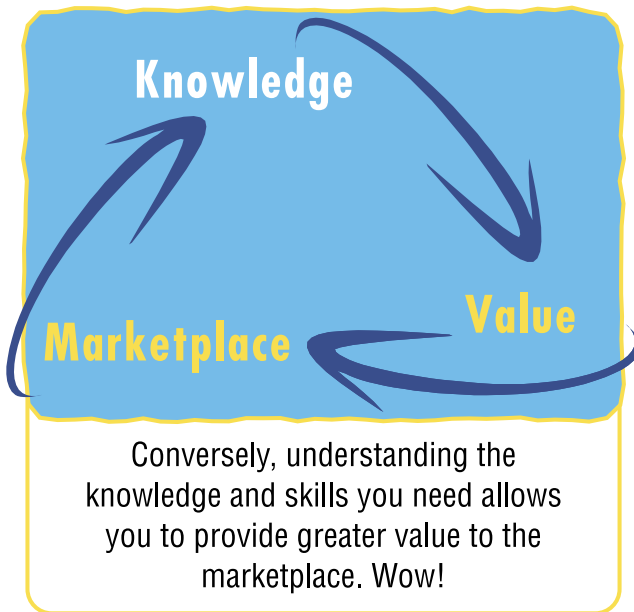 Knowledge
Value
Marketplace
Conversely, understanding the
knowledge and skills you need allows
you to provide greater value to the
marketplace. Wow!